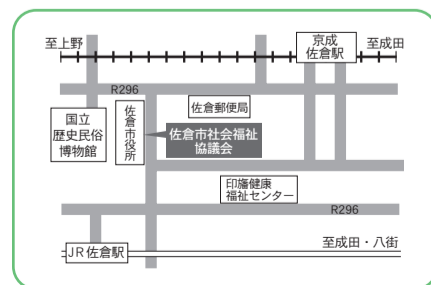 至上野
京成
佐倉駅
至成田
R296
国立
歴史民俗
博物館
佐倉市役所
佐倉郵便局
佐倉市社会福祉
協議会
印旛健康
福祉センター
R296
至成田・八街
JR佐倉駅